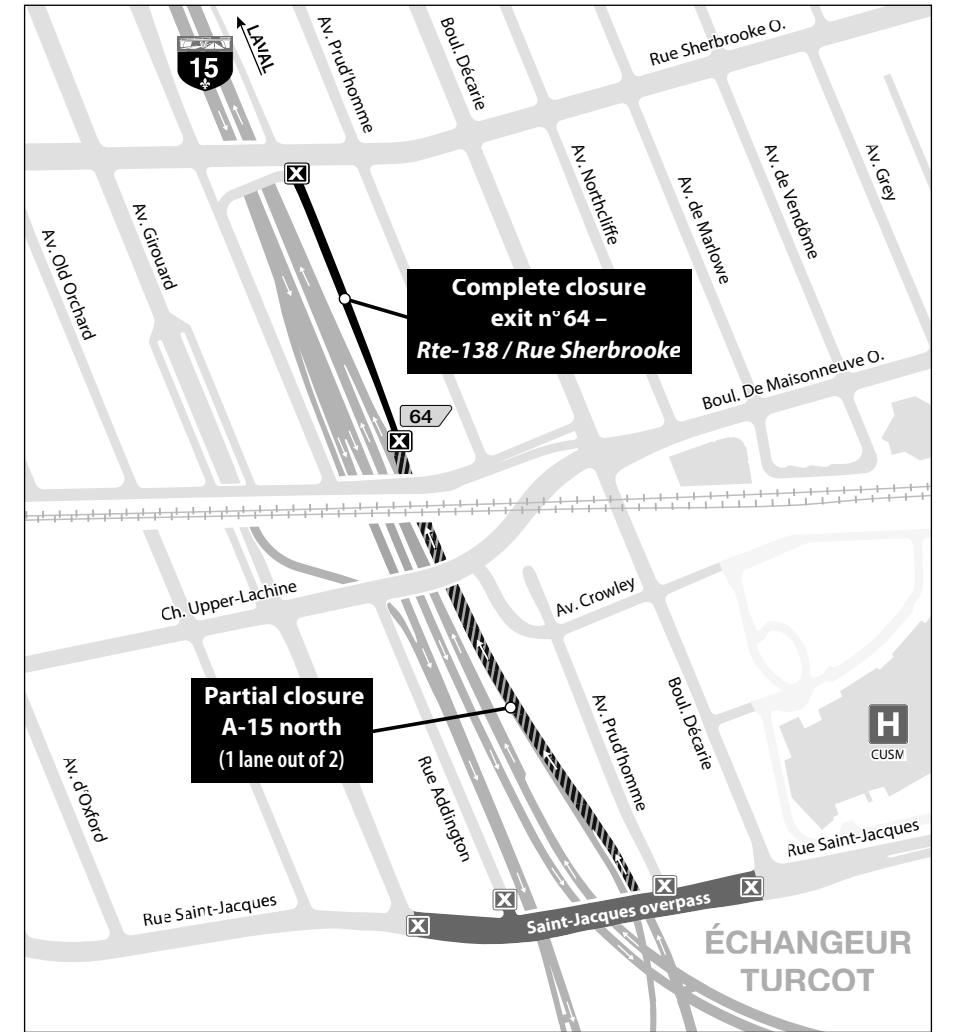 LAVAL
15
Av. Prud'homme
Boul. Décarie
Rue Sherbrooke O.
Av. Old Orchard
Av. Girouard
Av. Northcliffe
Av. de Marlowe
Av. de Vendôme
Av. Grey
X
Complete closure
exit n° 64 –
Rte-138 / Rue Sherbrooke
64
X
Boul. De Maisonneuve O.
Ch. Upper-Lachine
Av. Crowley
Partial closure
A-15 north
(1 lane out of 2)
Av. d'Oxford
Rue Addington
Av. Prud'homme
Boul. Décarie
H
CUSM
Rue Saint-Jacques
Rue Saint-Jacques
X
X
X
X
Saint-Jacques overpass
ÉCHANGEUR
TURCOT